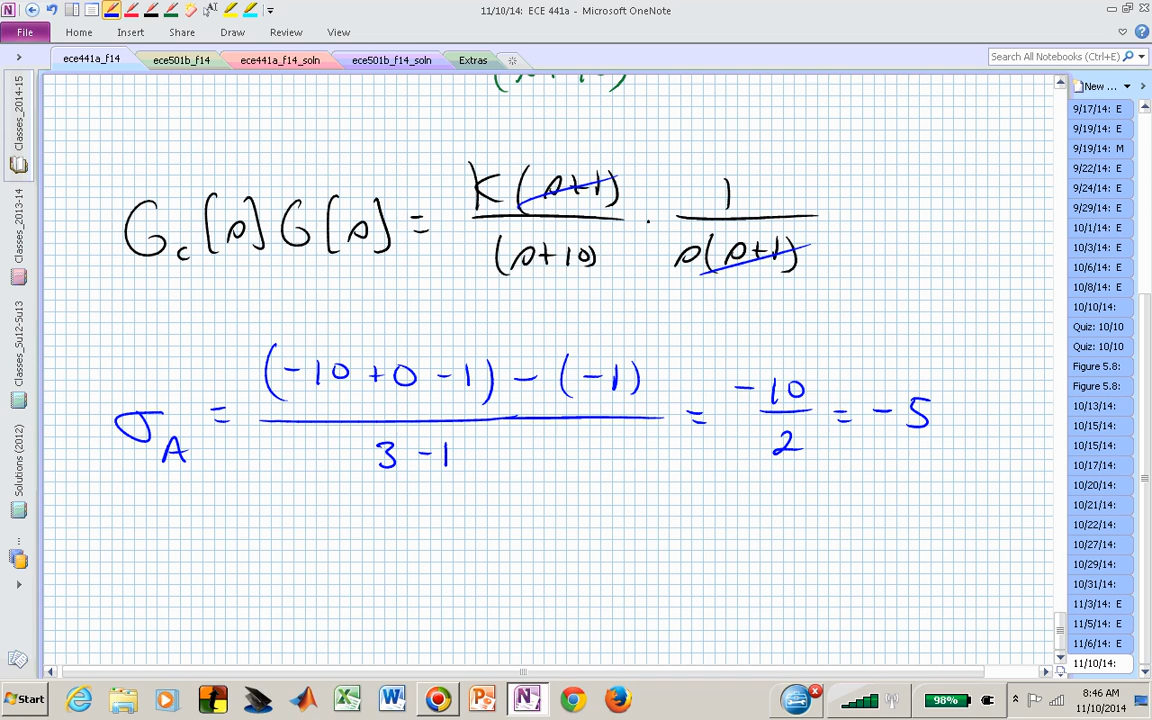 11/10/14: ECE 441a - Microsoft OneNote
File Home Insert Share Draw Review View
ece441a_f14 ece501b_f14 ece441a_f14_soln ece501b_f14_soln Extras
Search All Notebooks (Ctrl+E)
Classes_2014-15
Classes_2013-14
Classes_Su12-Su13
Solutions (2012)
(s+10)
G_c(s) G(s) = K(s+1) / (s+10) · 1 / s(s+1)
σ_A = ((-10+0-1) - (-1)) / (3-1) = -10/2 = -5
New ...
9/17/14: E
9/19/14: E
9/19/14: M
9/22/14: E
9/24/14: E
9/29/14: E
10/1/14: E
10/3/14: E
10/6/14: E
10/8/14: E
10/10/14:
Quiz: 10/10
Quiz: 10/10
Figure 5.8:
Figure 5.8:
10/13/14:
10/15/14:
10/15/14:
10/17/14:
10/20/14:
10/21/14:
10/22/14:
10/27/14:
10/29/14:
10/31/14:
11/3/14: E
11/5/14: E
11/6/14: E
11/10/14:
Start
98%
8:46 AM
11/10/2014